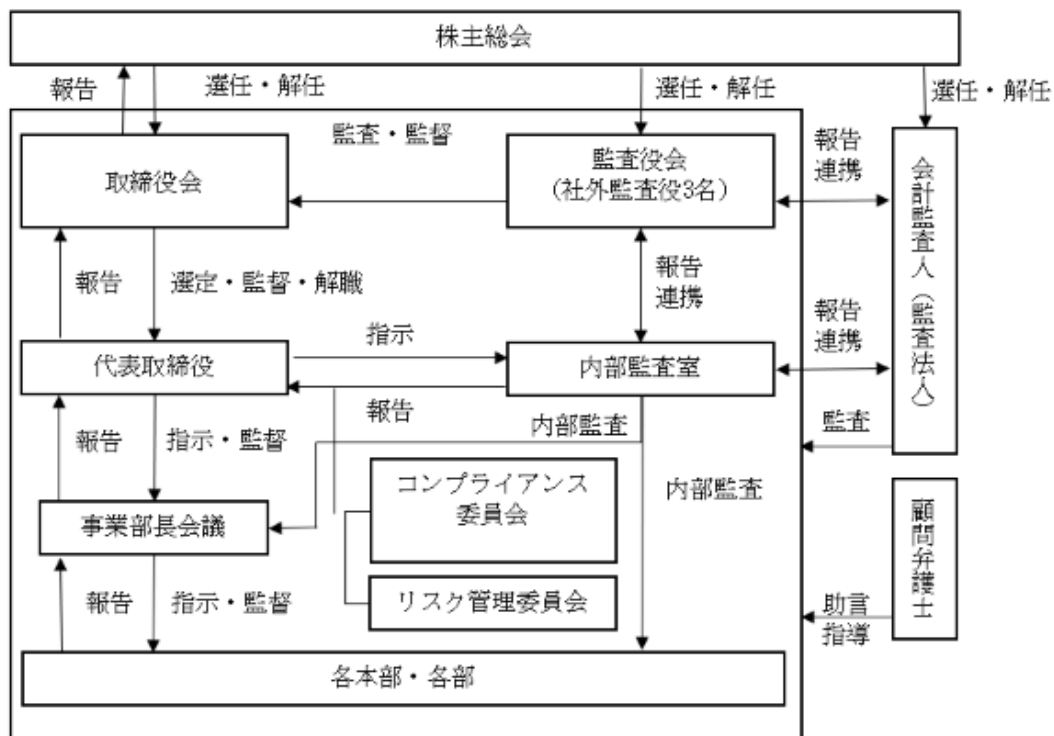 株主総会
報告
選任・解任
選任・解任
選任・解任
監査・監督
取締役会
監査役会
(社外監査役3名)
報告
連携
会計監査人(監査法人)
報告
選定・監督・解職
報告
連携
報告
連携
代表取締役
指示
内部監査室
報告
報告
指示・監督
内部監査
監査
内部監査
コンプライアンス
委員会
事業部長会議
顧問弁護士
報告
指示・監督
リスク管理委員会
助言
指導
各本部・各部